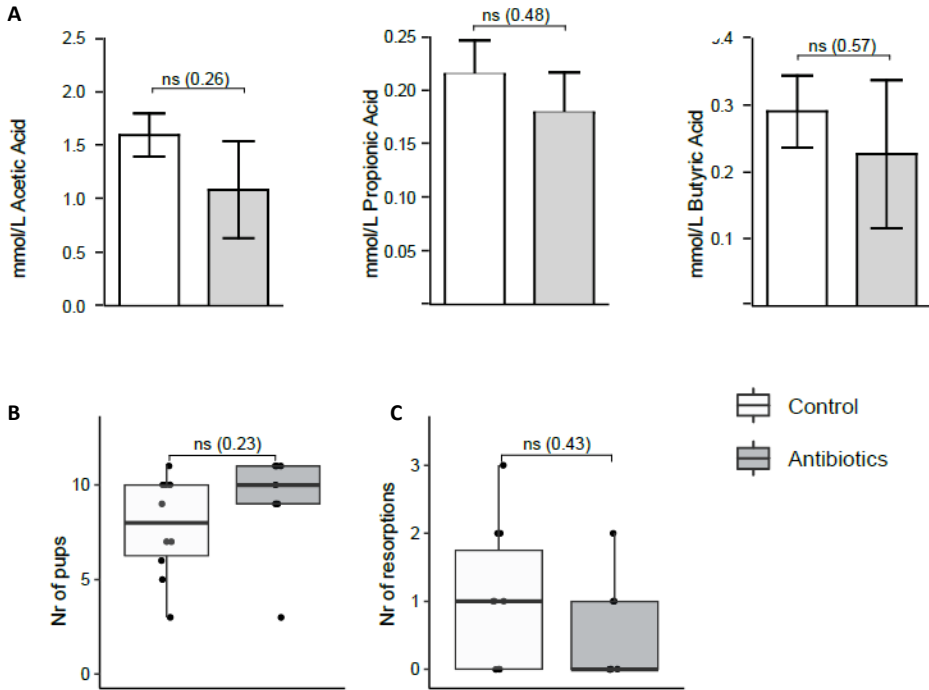 A
ns (0.26)
2.5
2.0
1.5
1.0
0.5
0.0
mmol/L Acetic Acid
ns (0.48)
0.25
0.20
0.15
0.10
0.05
mmol/L Propionic Acid
ns (0.57)
0.4
0.3
0.2
0.1
mmol/L Butyric Acid
B
ns (0.23)
10
5
0
Nr of pups
C
ns (0.43)
3
2
1
0
Nr of resorptions
Control
Antibiotics